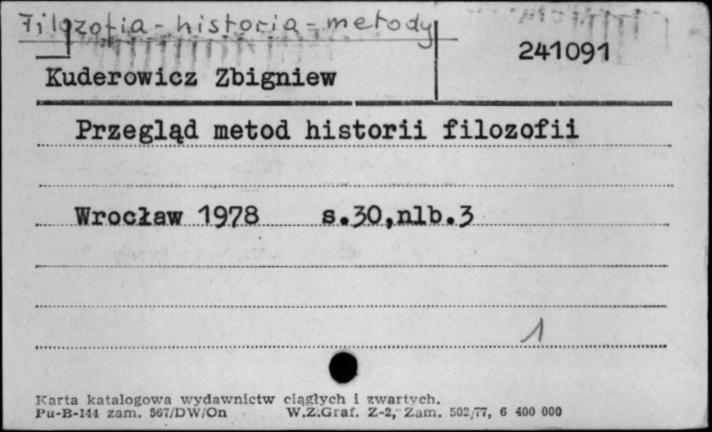 Filozofia - historia - metody
241091
Kuderowicz Zbigniew
Przegląd metod historii filozofii
Wrocław 1978 s.30,nlb.3
1
Karta katalogowa wydawnictw ciągłych i zwartych.
Pu-B-144 zam. 567/DW/On W.Z.Graf. Z-2, Zam. 502/77, 6 400 000